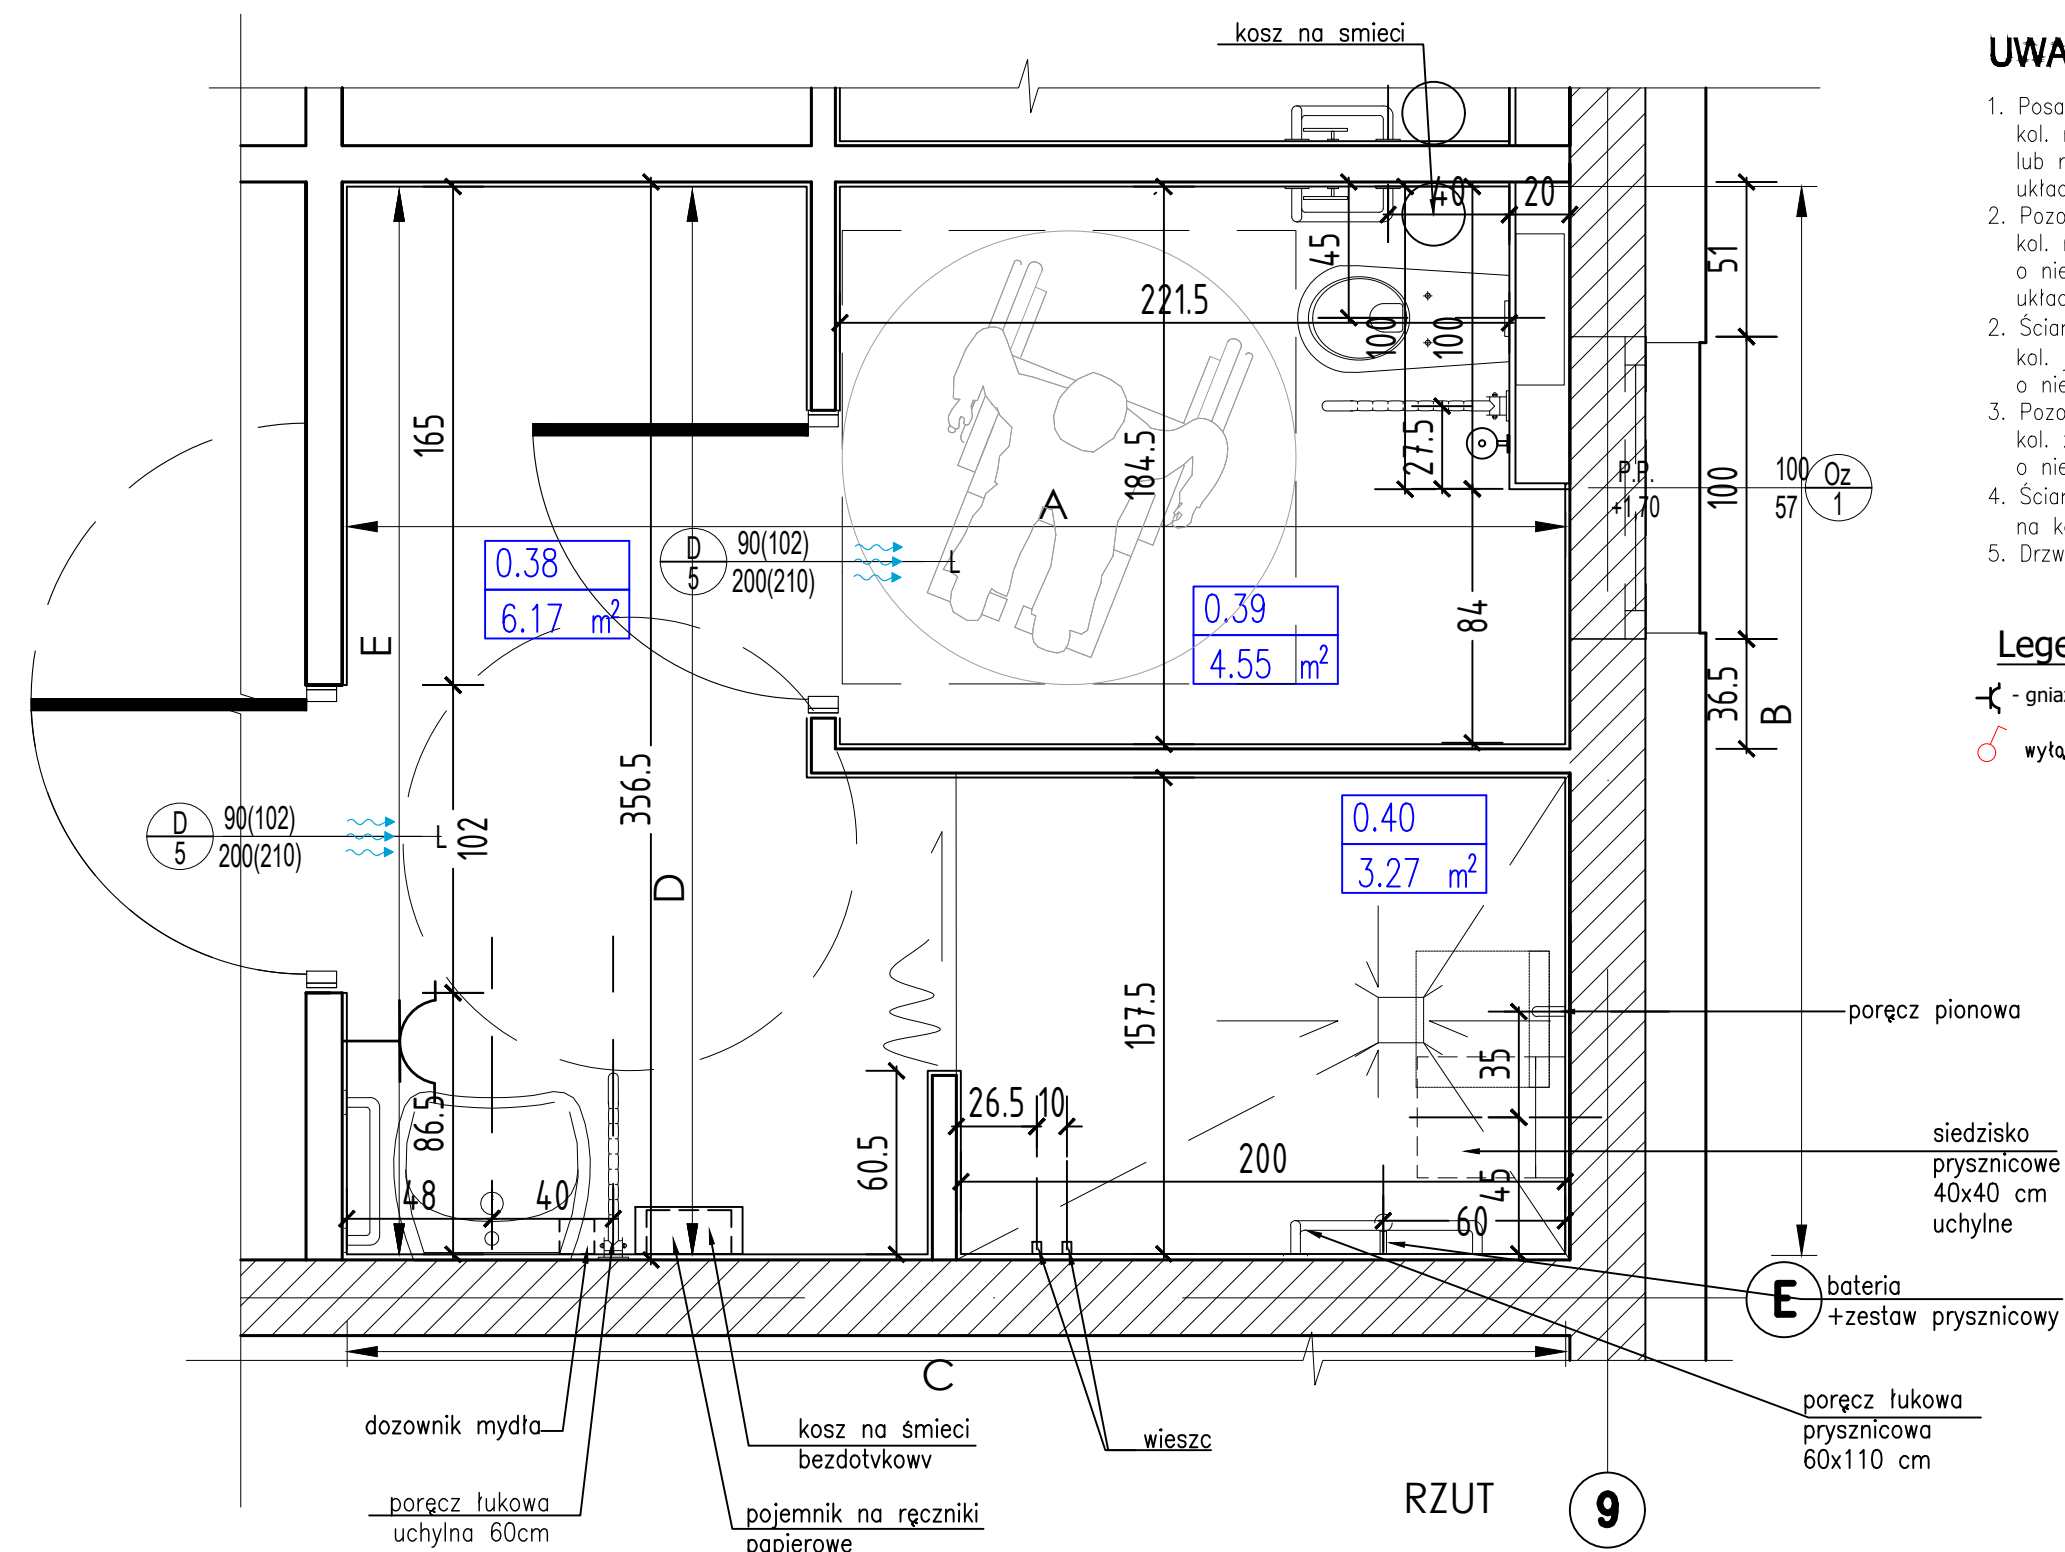 kosz na smieci
UWA
1. Posa
kol. r
lub r
układ
2. Pozo
kol. r
o nie
układ
2. Ścian
kol.
o nie
3. Pozo
kol.
o nie
4. Ścian
na k
5. Drzw
Lege
- gnia
wyłą
40
20
45
221.5
51
100
100
165
184.5
27.5
A
P.P.
+1,70
100
100
57
Oz
1
D
5
90(102)
200(210)
L
0.38
6.17 m²
0.39
4.55 m²
84
E
36.5
B
356.5
D
5
90(102)
200(210)
L
102
D
0.40
3.27 m²
157.5
poręcz pionowa
35
86.5
26.5
10
60.5
200
45
48
40
60
siedzisko
prysznicowe
40x40 cm
uchylne
E
bateria
+zestaw prysznicowy
C
dozownik mydła
kosz na śmieci
bezdotykowy
wieszc
poręcz łukowa
prysznicowa
60x110 cm
poręcz łukowa
uchylna 60cm
pojemnik na ręczniki
papierowe
RZUT
9